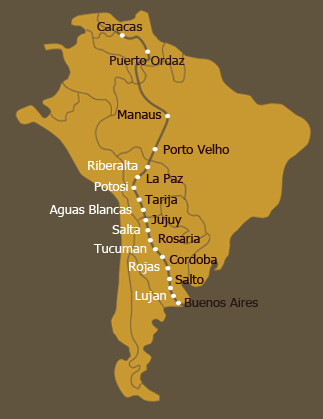 Caracas
Puerto Ordaz
Manaus
Porto Velho
Riberalta
La Paz
Potosi
Tarija
Aguas Blancas
Jujuy
Salta
Rosaria
Tucuman
Cordoba
Rojas
Salto
Lujan
Buenos Aires